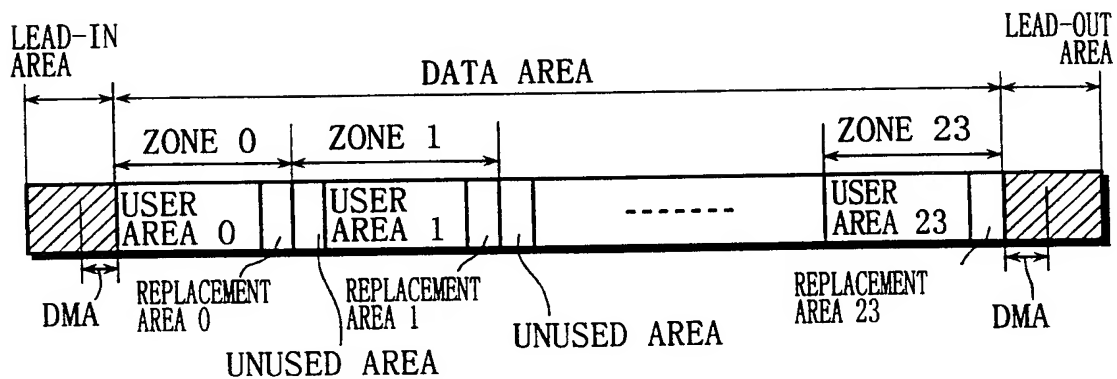 LEAD-IN
AREA
LEAD-OUT
AREA
DATA AREA
ZONE 0
ZONE 1
ZONE 23
USER
AREA 0
USER
AREA 1
--------
USER
AREA 23
DMA
REPLACEMENT
AREA 0
REPLACEMENT
AREA 1
UNUSED AREA
UNUSED AREA
REPLACEMENT
AREA 23
DMA